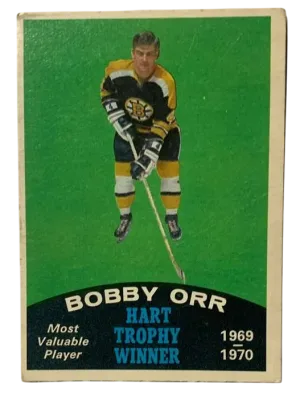 BOBBY ORR
HART
TROPHY
WINNER
Most
Valuable
Player
1969
–
1970